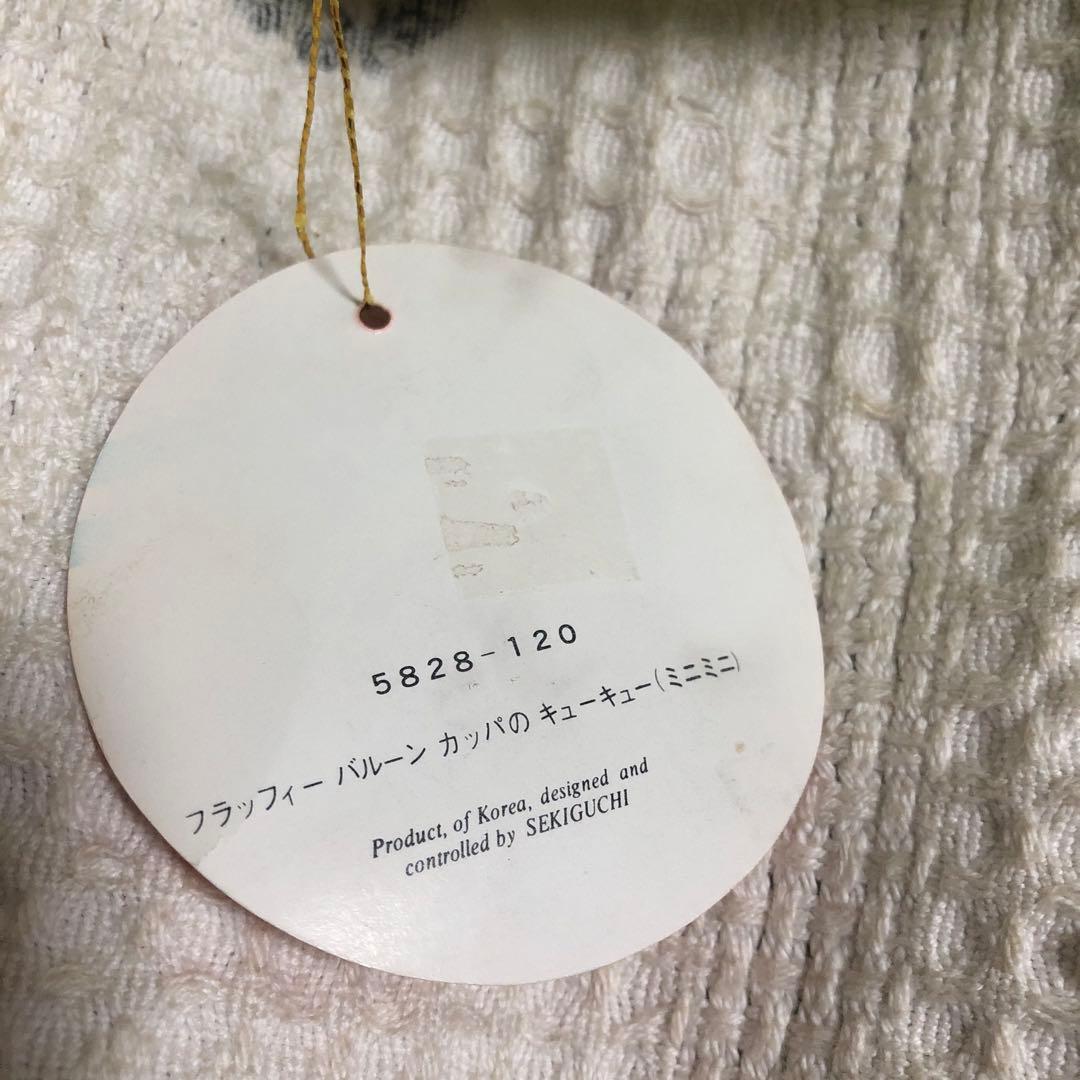 5828-120
フラッフィー バルーン カッパの キューキュー(ミニミニ)
Product, of Korea, designed and
controlled by SEKIGUCHI